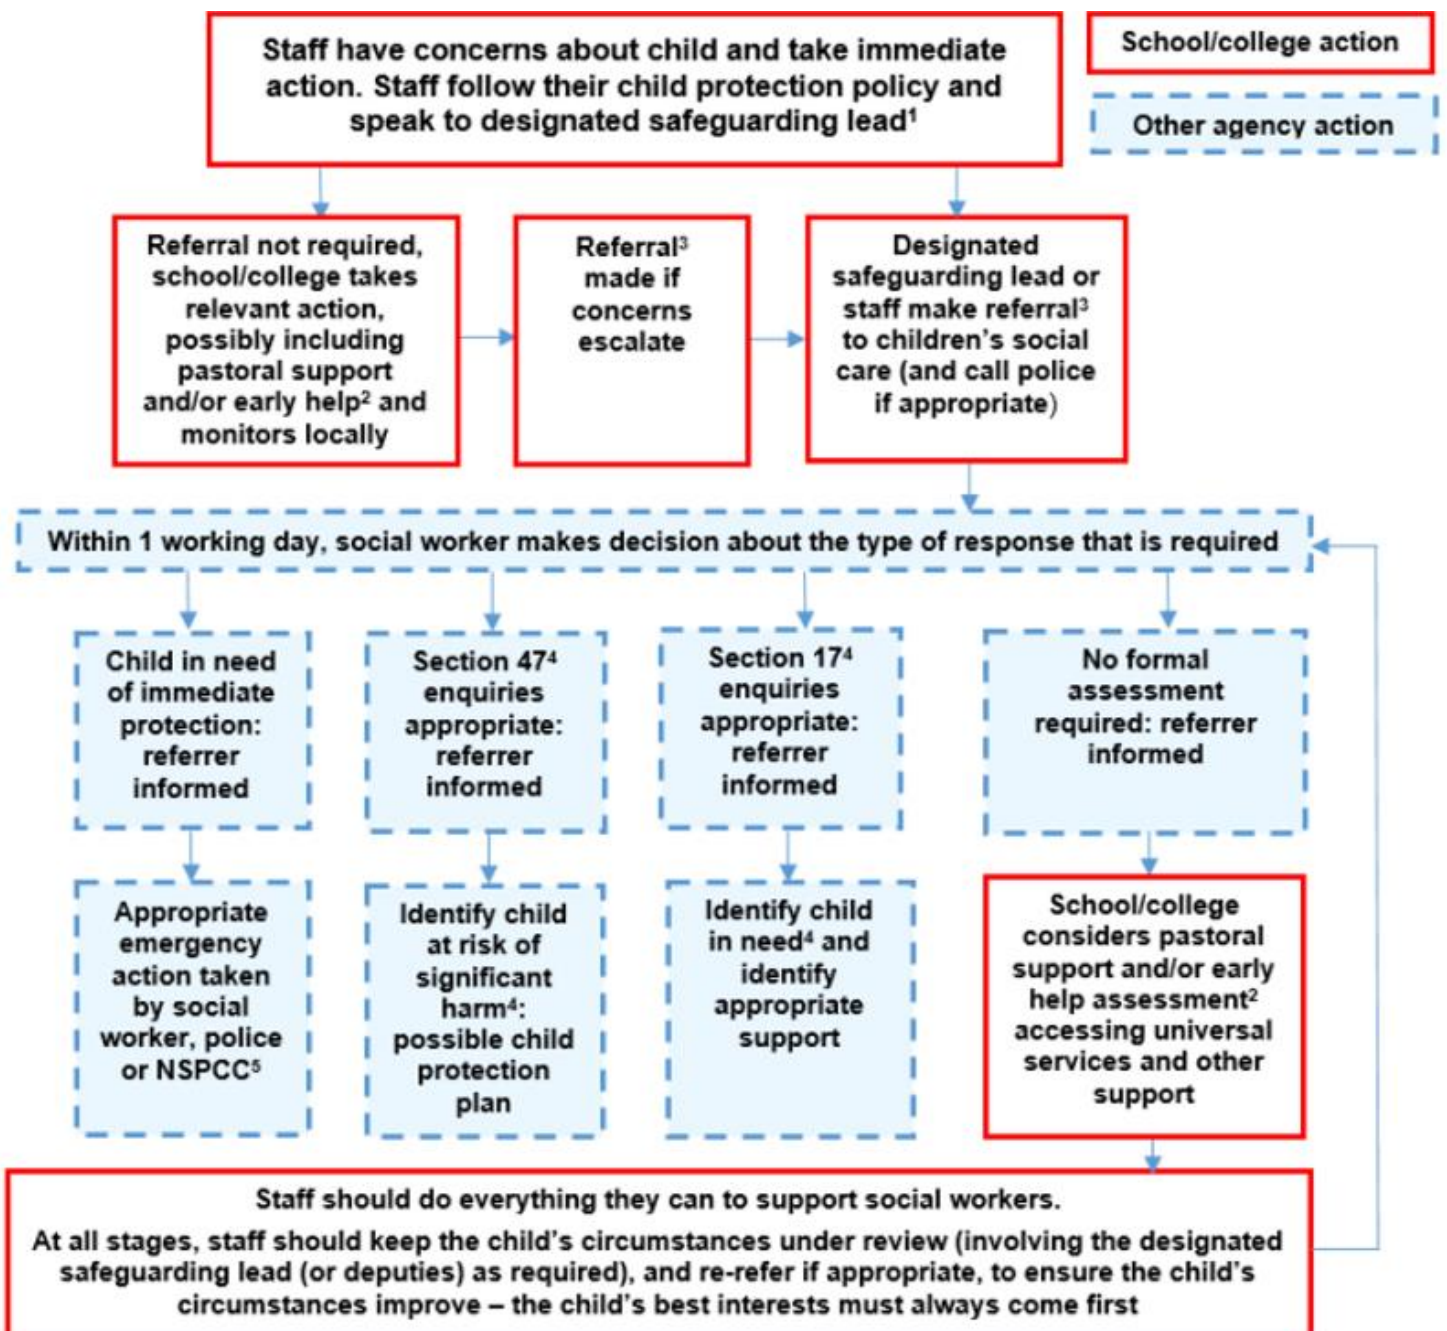 Staff have concerns about child and take immediate
action. Staff follow their child protection policy and
speak to designated safeguarding lead¹
School/college action
Other agency action
Referral not required,
school/college takes
relevant action,
possibly including
pastoral support
and/or early help² and
monitors locally
Referral³
made if
concerns
escalate
Designated
safeguarding lead or
staff make referral³
to children's social
care (and call police
if appropriate)
Within 1 working day, social worker makes decision about the type of response that is required
Child in need
of immediate
protection:
referrer
informed
Section 47⁴
enquiries
appropriate:
referrer
informed
Section 17⁴
enquiries
appropriate:
referrer
informed
No formal
assessment
required: referrer
informed
Appropriate
emergency
action taken
by social
worker, police
or NSPCC⁵
Identify child
at risk of
significant
harm⁴:
possible child
protection
plan
Identify child
in need⁴ and
identify
appropriate
support
School/college
considers pastoral
support and/or early
help assessment²
accessing universal
services and other
support
Staff should do everything they can to support social workers.
At all stages, staff should keep the child's circumstances under review (involving the designated
safeguarding lead (or deputies) as required), and re-refer if appropriate, to ensure the child's
circumstances improve – the child's best interests must always come first